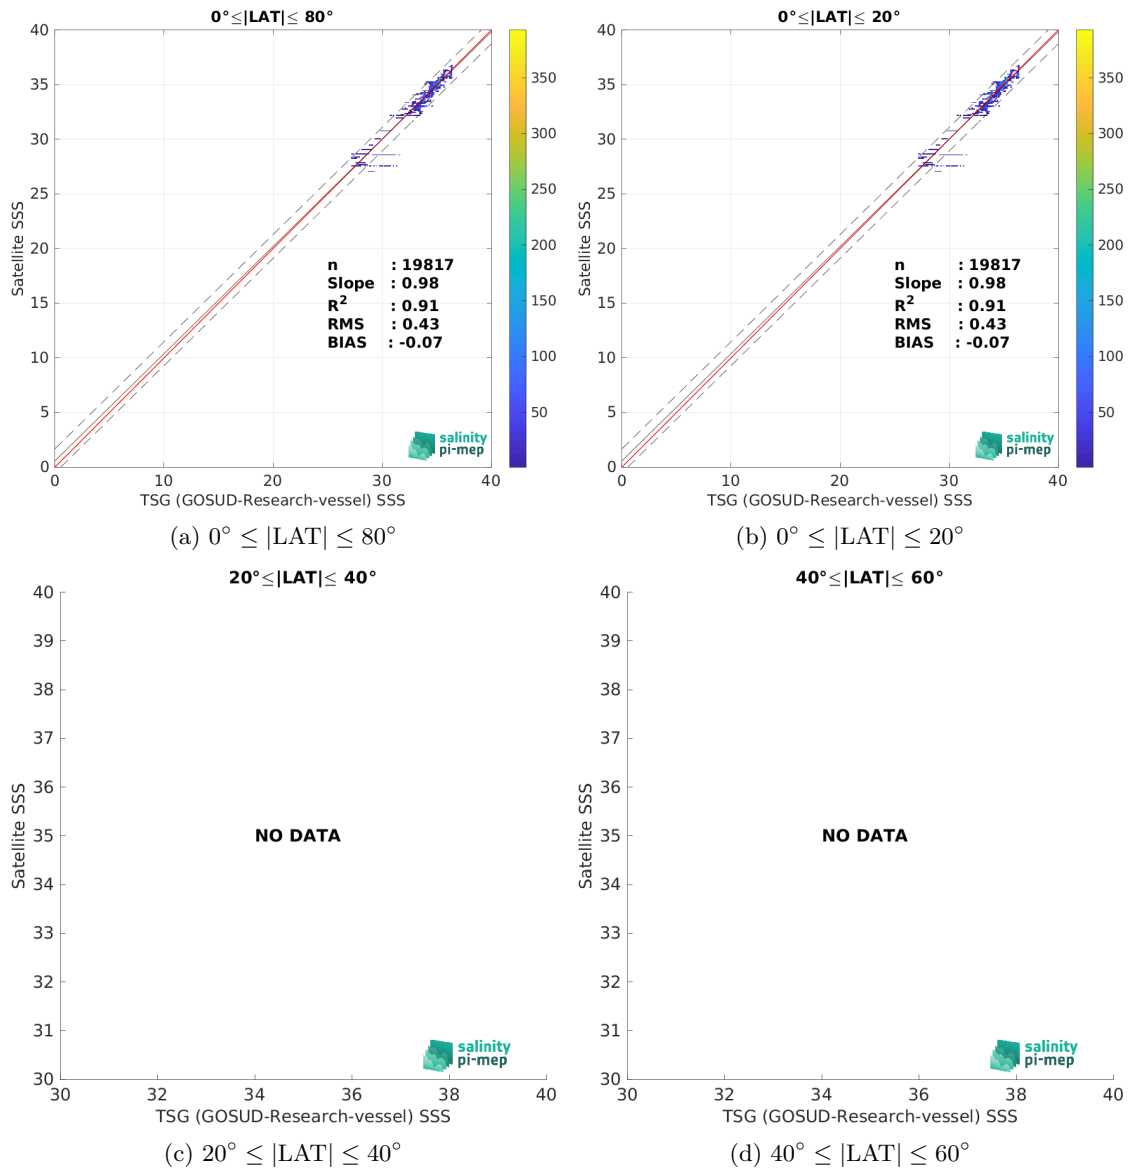 0°≤|LAT|≤ 80°
40
35
30
25
20
15
10
5
0
Satellite SSS
n : 19817
Slope : 0.98
R2 : 0.91
RMS : 0.43
BIAS : -0.07
salinity
pi-mep
0 10 20 30 40
TSG (GOSUD-Research-vessel) SSS
350
300
250
200
150
100
50
(a) 0° ≤ |LAT| ≤ 80°
0°≤|LAT|≤ 20°
40
35
30
25
20
15
10
5
0
Satellite SSS
n : 19817
Slope : 0.98
R2 : 0.91
RMS : 0.43
BIAS : -0.07
salinity
pi-mep
0 10 20 30 40
TSG (GOSUD-Research-vessel) SSS
350
300
250
200
150
100
50
(b) 0° ≤ |LAT| ≤ 20°
20°≤|LAT|≤ 40°
40
39
38
37
36
35
34
33
32
31
30
Satellite SSS
NO DATA
salinity
pi-mep
30 32 34 36 38 40
TSG (GOSUD-Research-vessel) SSS
(c) 20° ≤ |LAT| ≤ 40°
40°≤|LAT|≤ 60°
40
39
38
37
36
35
34
33
32
31
30
Satellite SSS
NO DATA
salinity
pi-mep
30 32 34 36 38 40
TSG (GOSUD-Research-vessel) SSS
(d) 40° ≤ |LAT| ≤ 60°